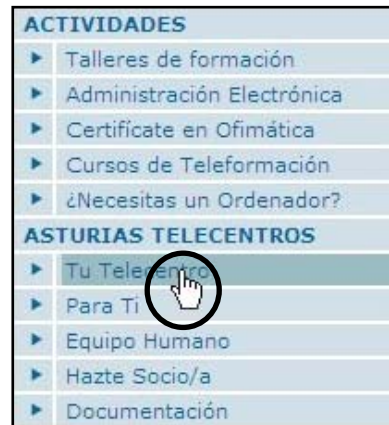 ACTIVIDADES
Talleres de formación
Administración Electrónica
Certifícate en Ofimática
Cursos de Teleformación
¿Necesitas un Ordenador?
ASTURIAS TELECENTROS
Tu Telecentro
Para Ti
Equipo Humano
Hazte Socio/a
Documentación